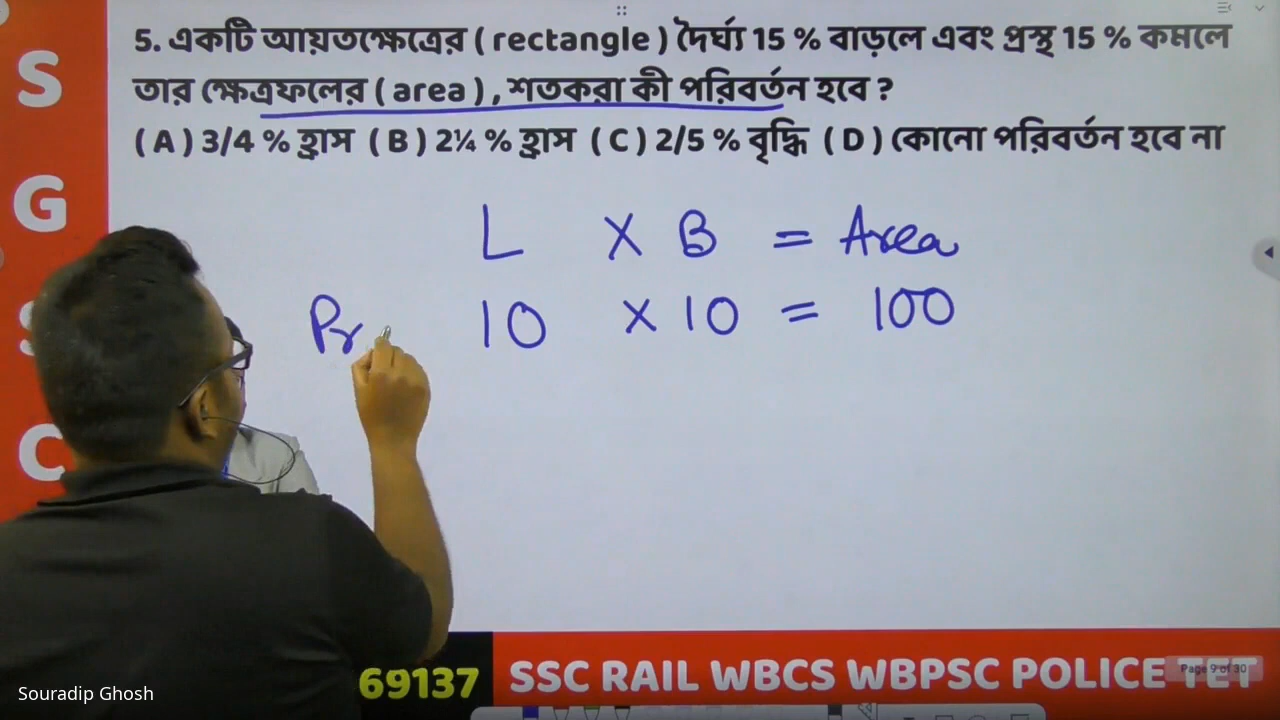 5. একটি আয়তক্ষেত্রের ( rectangle ) দৈর্ঘ্য 15 % বাড়লে এবং প্রস্থ 15 % কমলে
তার ক্ষেত্রফলের ( area ) , শতকরা কী পরিবর্তন হবে ?
( A ) 3/4 % হ্রাস ( B ) 2¼ % হ্রাস ( C ) 2/5 % বৃদ্ধি ( D ) কোনো পরিবর্তন হবে না
L X B = Area
Pr 10 X 10 = 100
S
G
S
C
69137 SSC RAIL WBCS WBPSC POLICE TET
Page 9 of 30
Souradip Ghosh